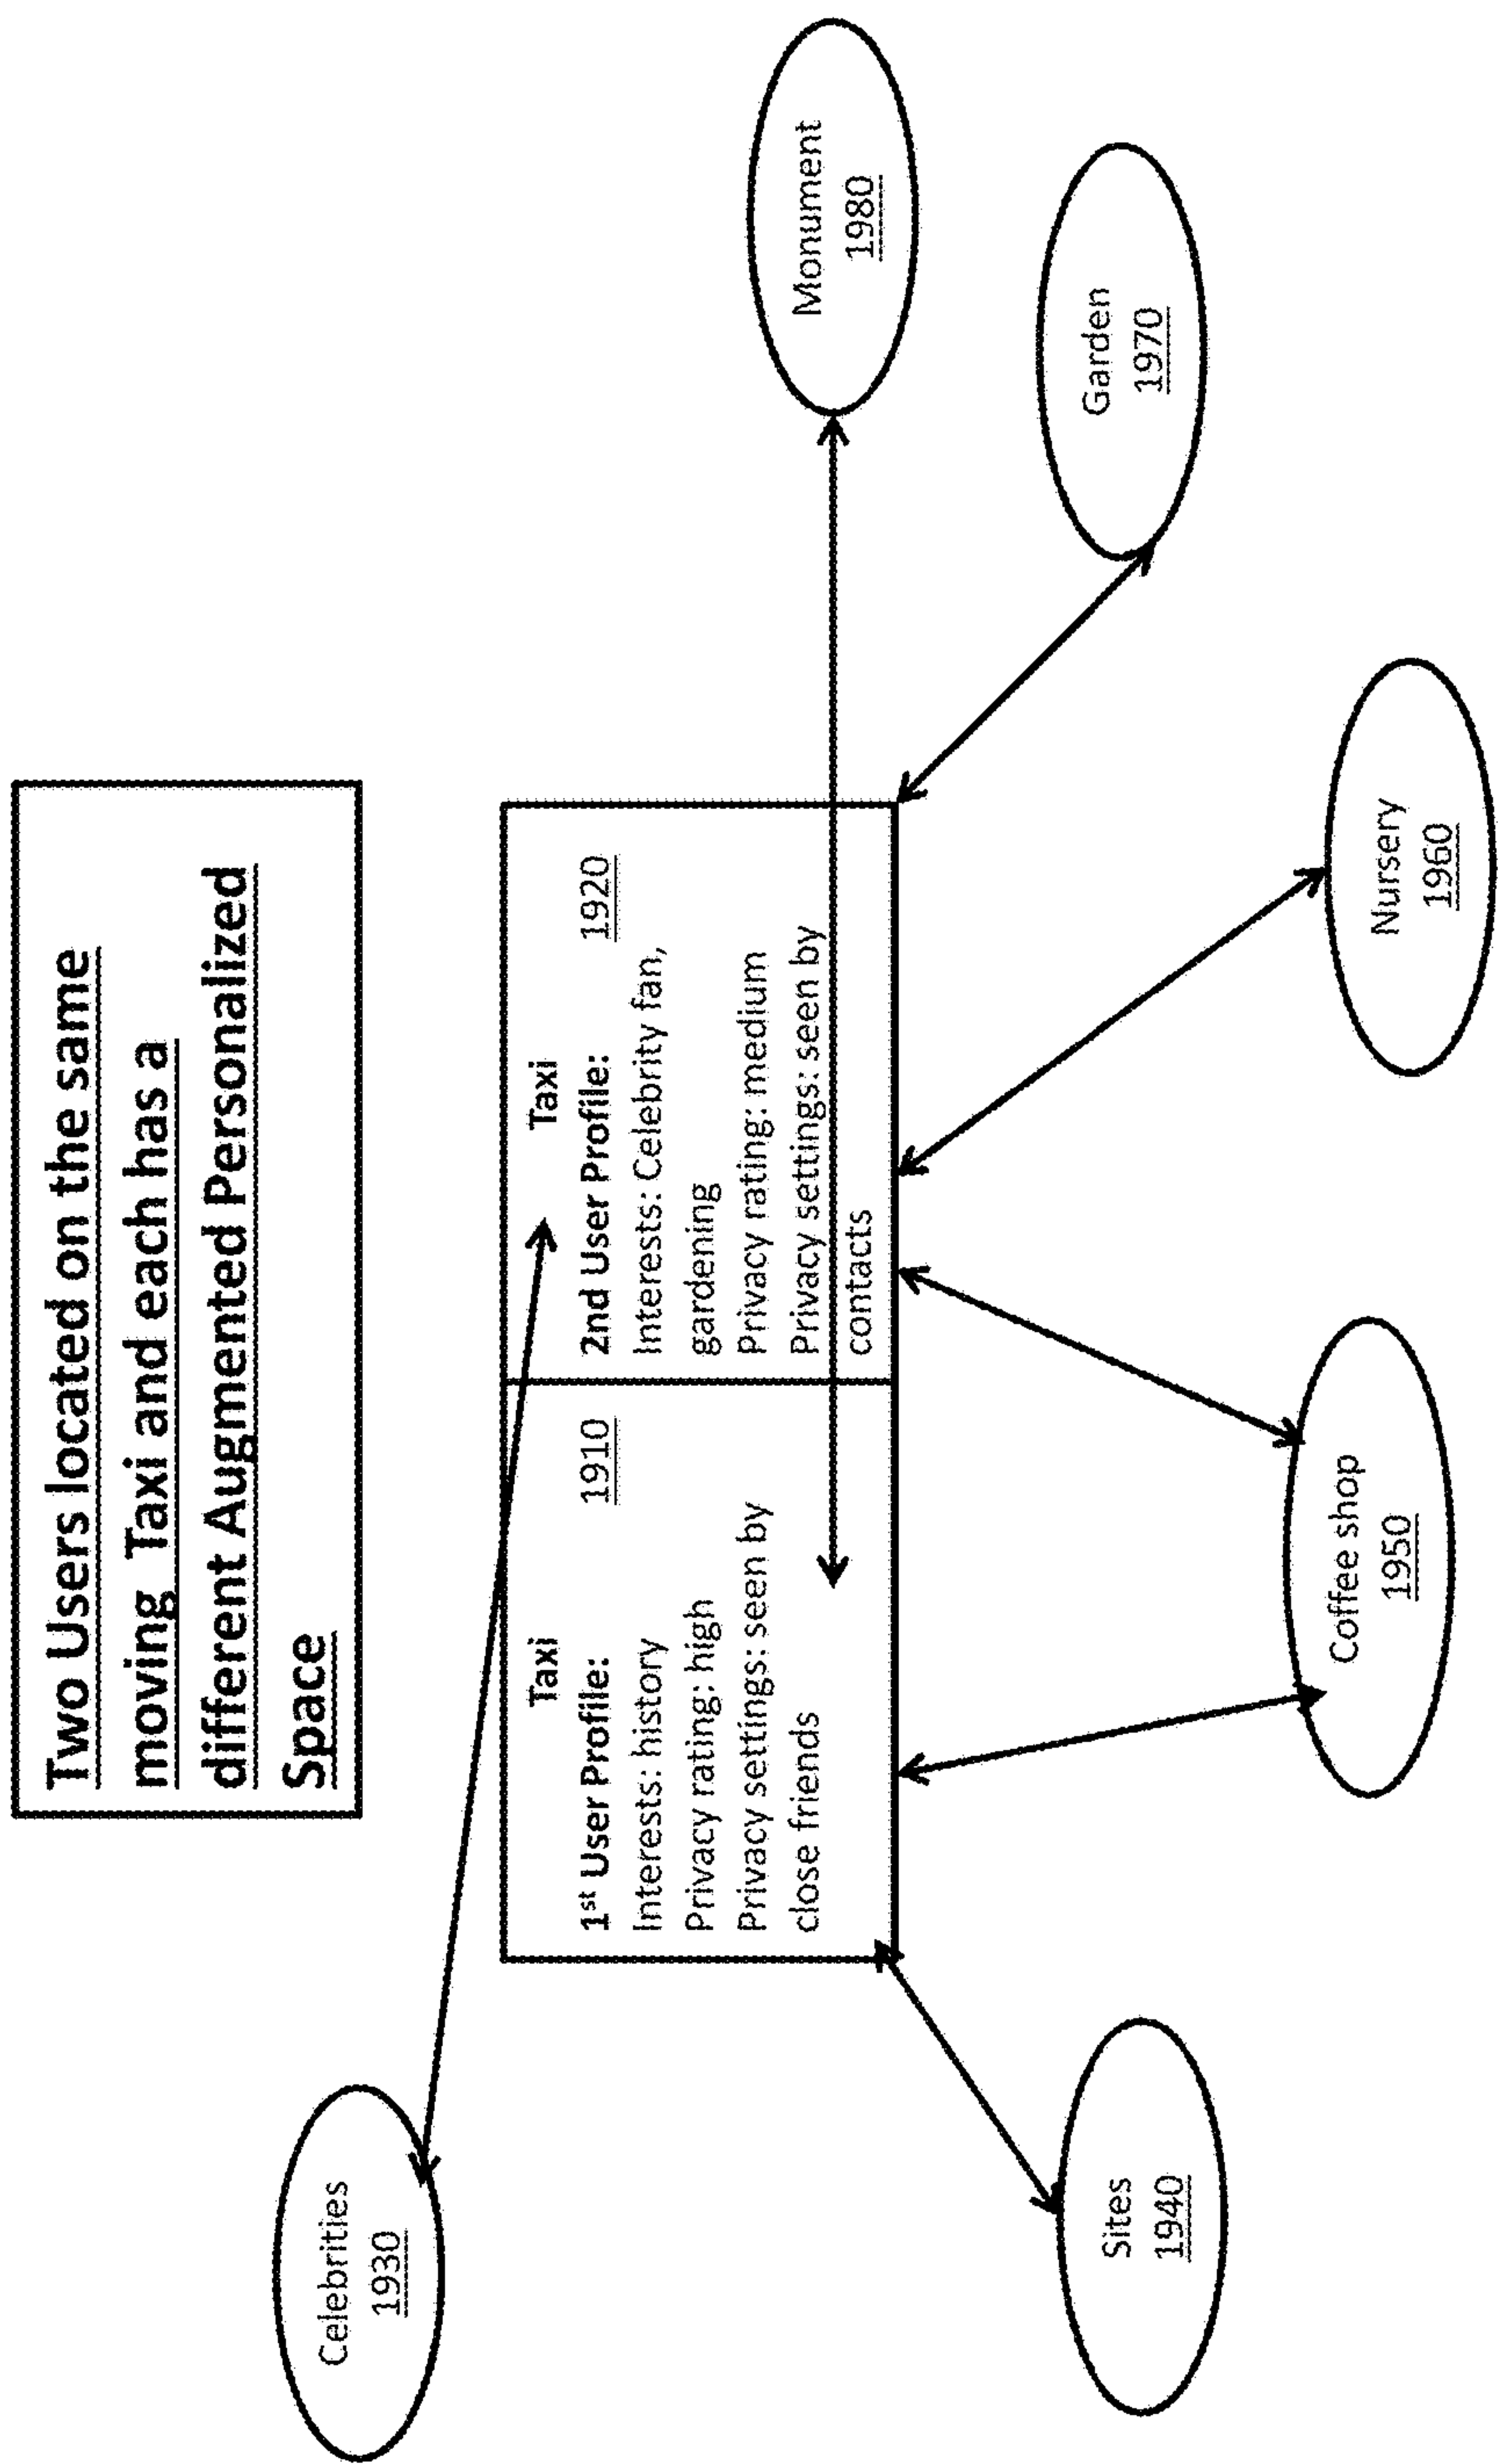 Two Users located on the same
moving Taxi and each has a
different Augmented Personalized
Space
Celebrities
1930
Taxi
1st User Profile: 1910
Interests: history
Privacy rating: high
Privacy settings: seen by
close friends
Taxi
2nd User Profile: 1920
Interests: Celebrity fan,
gardening
Privacy rating: medium
Privacy settings: seen by
contacts
Monument
1980
Sites
1940
Coffee shop
1950
Nursery
1960
Garden
1970